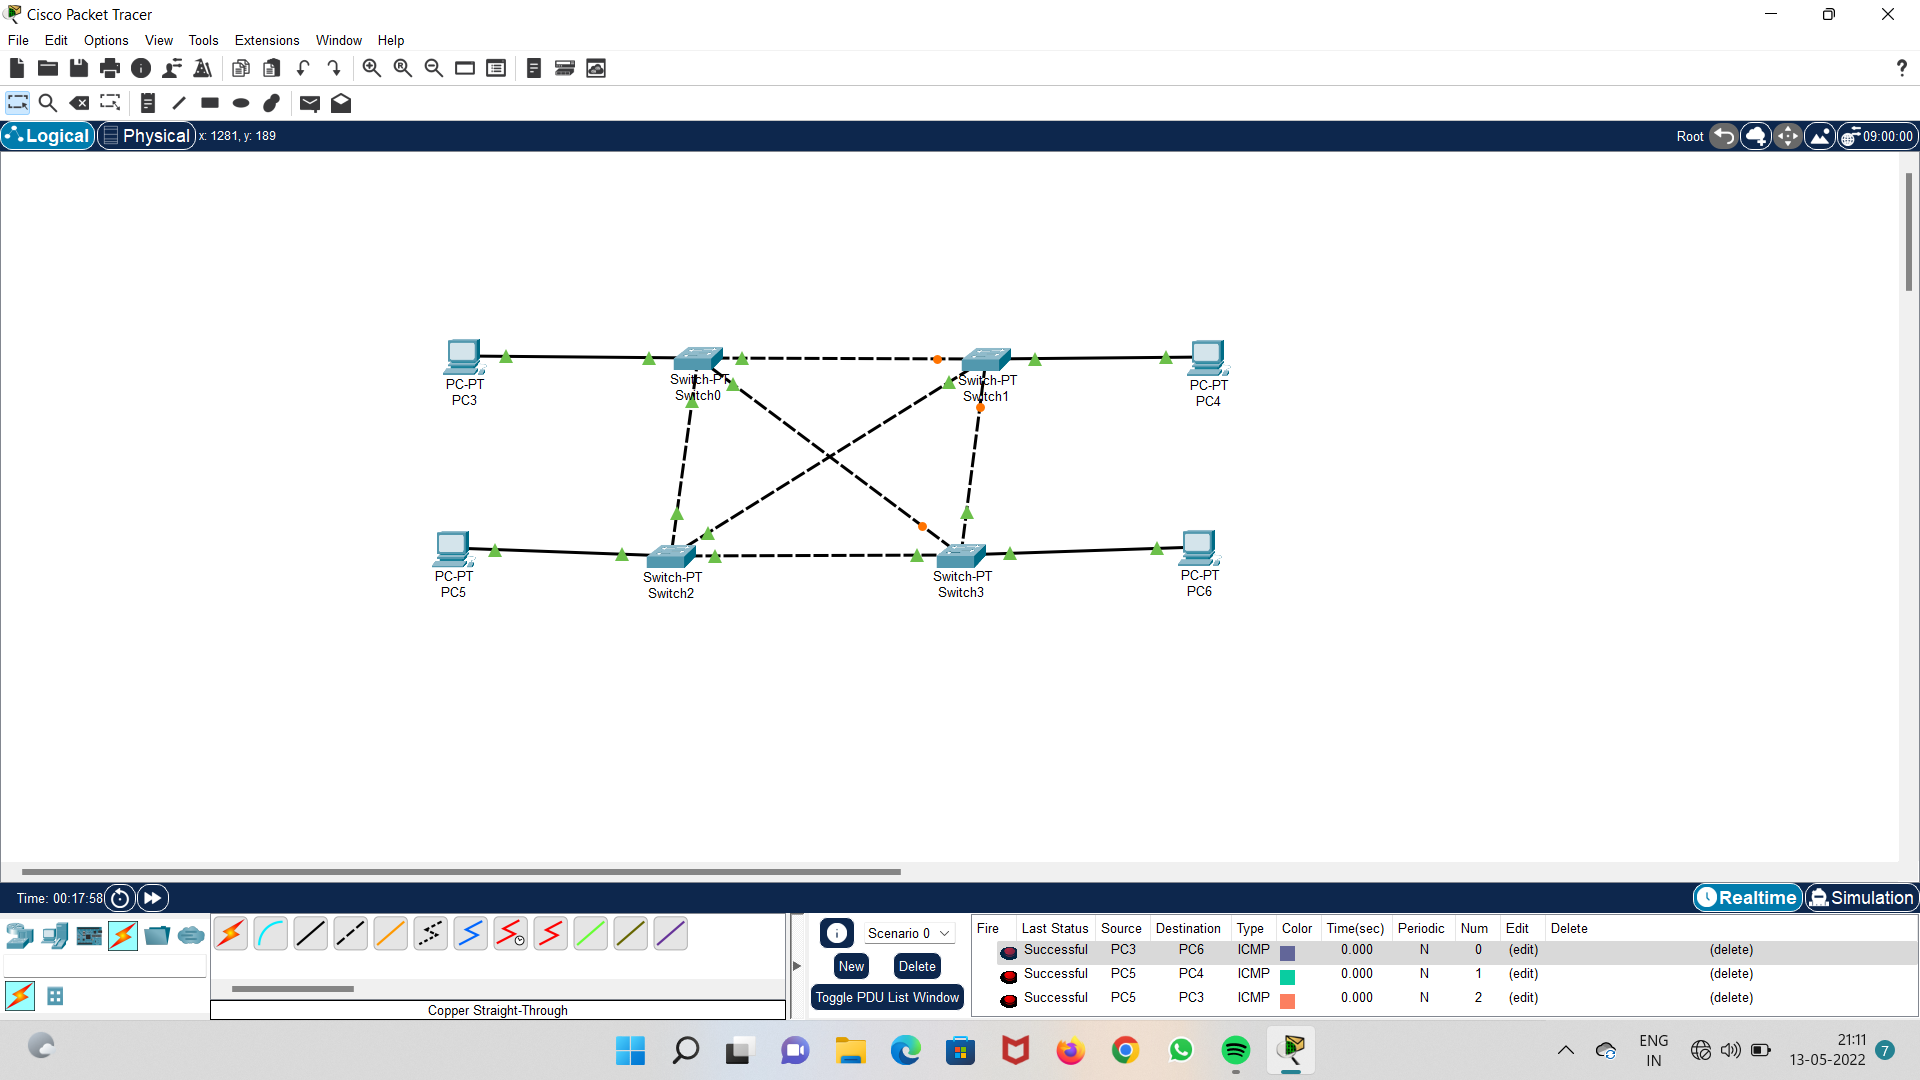 Cisco Packet Tracer
File Edit Options View Tools Extensions Window Help
?
Logical Physical x: 1281, y: 189 Root 09:00:00
PC-PT
PC3
Switch-PT
Switch0
Switch-PT
Switch1
PC-PT
PC4
PC-PT
PC5
Switch-PT
Switch2
Switch-PT
Switch3
PC-PT
PC6
Time: 00:17:58 Realtime Simulation
Scenario 0
New Delete
Toggle PDU List Window
Copper Straight-Through
Fire Last Status Source Destination Type Color Time(sec) Periodic Num Edit Delete
Successful PC3 PC6 ICMP 0.000 N 0 (edit) (delete)
Successful PC5 PC4 ICMP 0.000 N 1 (edit) (delete)
Successful PC5 PC3 ICMP 0.000 N 2 (edit) (delete)
ENG
IN
21:11
13-05-2022
7